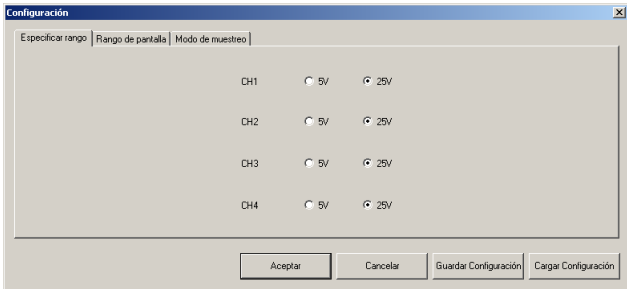 Configuración
Especificar rango Rango de pantalla Modo de muestreo
CH1 5V 25V
CH2 5V 25V
CH3 5V 25V
CH4 5V 25V
Aceptar Cancelar Guardar Configuración Cargar Configuración